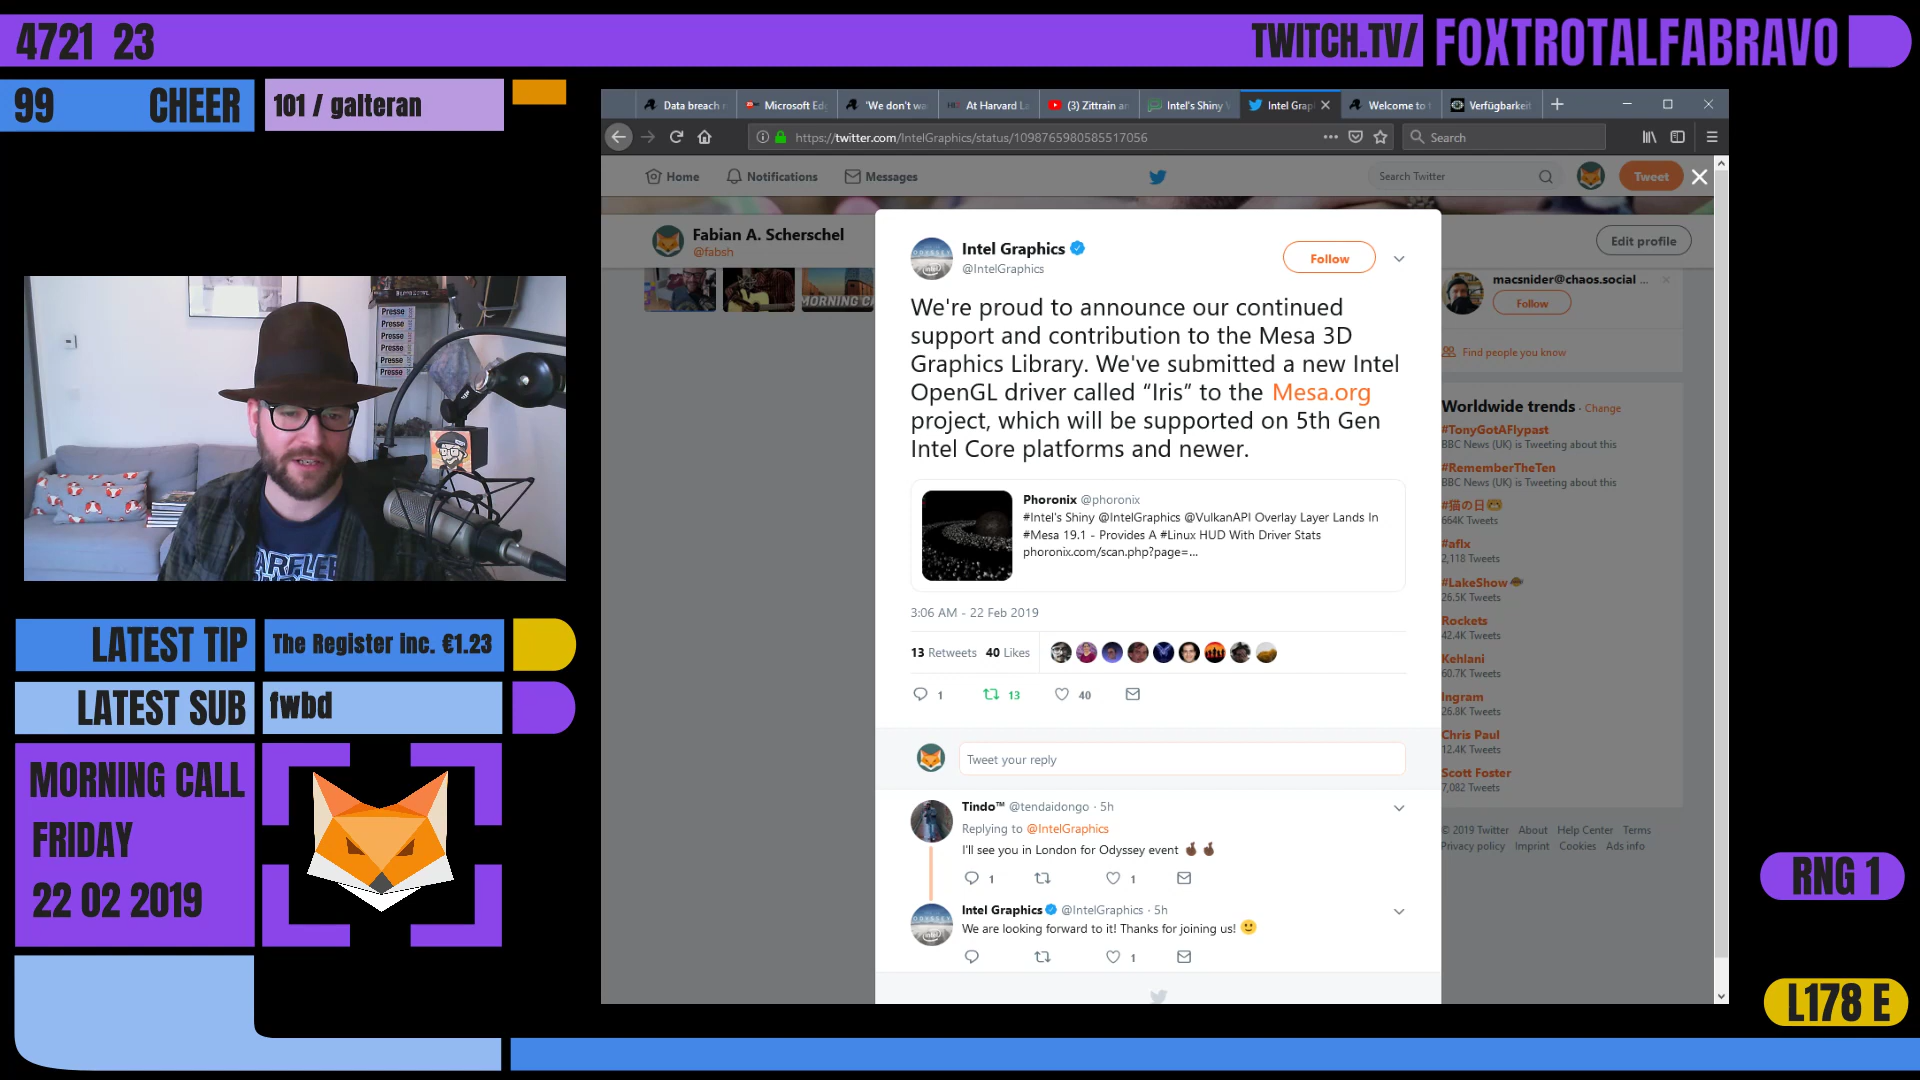 4721 23
TWITCH.TV/ FOXTROTALFABRAVO
99 CHEER
101 / galteran
Data breach
Microsoft Ed
'We don't wa
At Harvard La
(3) Zittrain an
Intel's Shiny
Intel Grap
Welcome to
Verfügbarkeit
https://twitter.com/IntelGraphics/status/1098765980585517056
Search
Home
Notifications
Messages
Search Twitter
Tweet
Fabian A. Scherschel
@fabsh
Edit profile
Intel Graphics
@IntelGraphics
Follow
We're proud to announce our continued
support and contribution to the Mesa 3D
Graphics Library. We've submitted a new Intel
OpenGL driver called “Iris” to the Mesa.org
project, which will be supported on 5th Gen
Intel Core platforms and newer.
Phoronix @phoronix
#Intel's Shiny @IntelGraphics @VulkanAPI Overlay Layer Lands In
#Mesa 19.1 - Provides A #Linux HUD With Driver Stats
phoronix.com/scan.php?page=...
3:06 AM - 22 Feb 2019
13 Retweets 40 Likes
1 13 40
Tweet your reply
Tindo™ @tendaidongo · 5h
Replying to @IntelGraphics
I'll see you in London for Odyssey event
1 1
Intel Graphics @IntelGraphics · 5h
We are looking forward to it! Thanks for joining us!
1
macsnider@chaos.social ...
Follow
Find people you know
Worldwide trends · Change
#TonyGotAFlypast
BBC News (UK) is Tweeting about this
#RememberTheTen
BBC News (UK) is Tweeting about this
#猫の日
664K Tweets
#aflx
2,118 Tweets
#LakeShow
26.5K Tweets
Rockets
42.4K Tweets
Kehlani
60.7K Tweets
Ingram
26.8K Tweets
Chris Paul
12.4K Tweets
Scott Foster
7,082 Tweets
© 2019 Twitter About Help Center Terms
Privacy policy Imprint Cookies Ads info
MORNING CA
Presse
Presse
Presse
Presse
Presse
Presse
LATEST TIP
The Register inc. €1.23
LATEST SUB
fwbd
MORNING CALL
FRIDAY
22 02 2019
RNG 1
L178 E